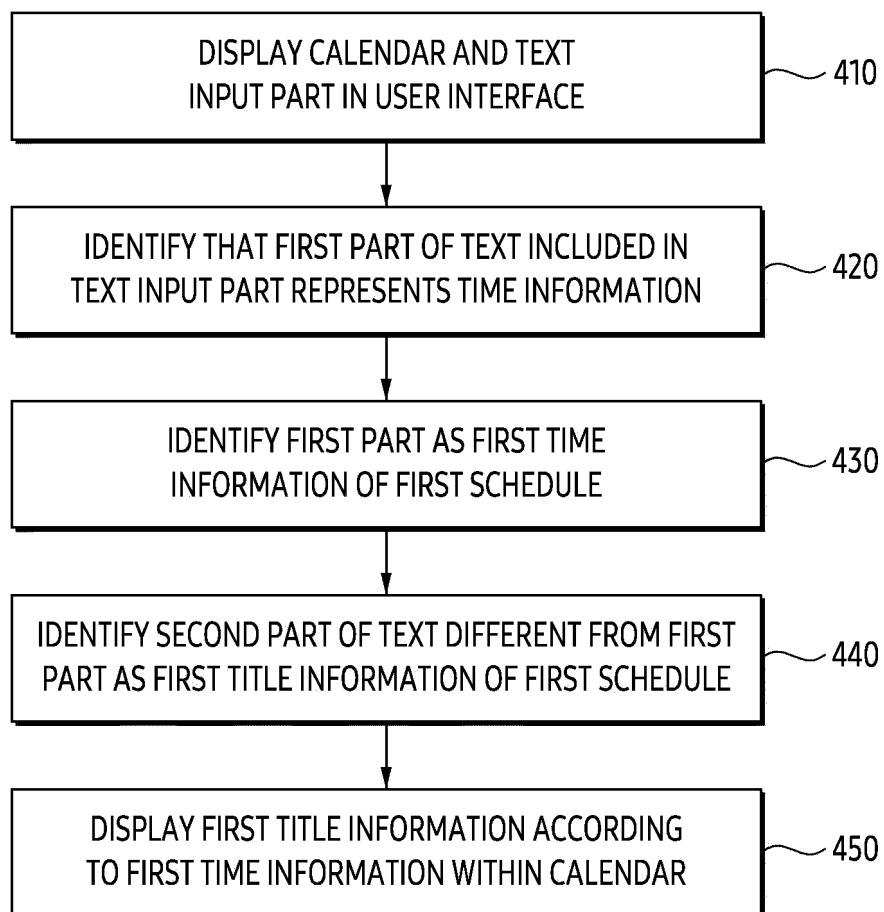 DISPLAY CALENDAR AND TEXT
INPUT PART IN USER INTERFACE
410
IDENTIFY THAT FIRST PART OF TEXT INCLUDED IN
TEXT INPUT PART REPRESENTS TIME INFORMATION
420
IDENTIFY FIRST PART AS FIRST TIME
INFORMATION OF FIRST SCHEDULE
430
IDENTIFY SECOND PART OF TEXT DIFFERENT FROM FIRST
PART AS FIRST TITLE INFORMATION OF FIRST SCHEDULE
440
DISPLAY FIRST TITLE INFORMATION ACCORDING
TO FIRST TIME INFORMATION WITHIN CALENDAR
450